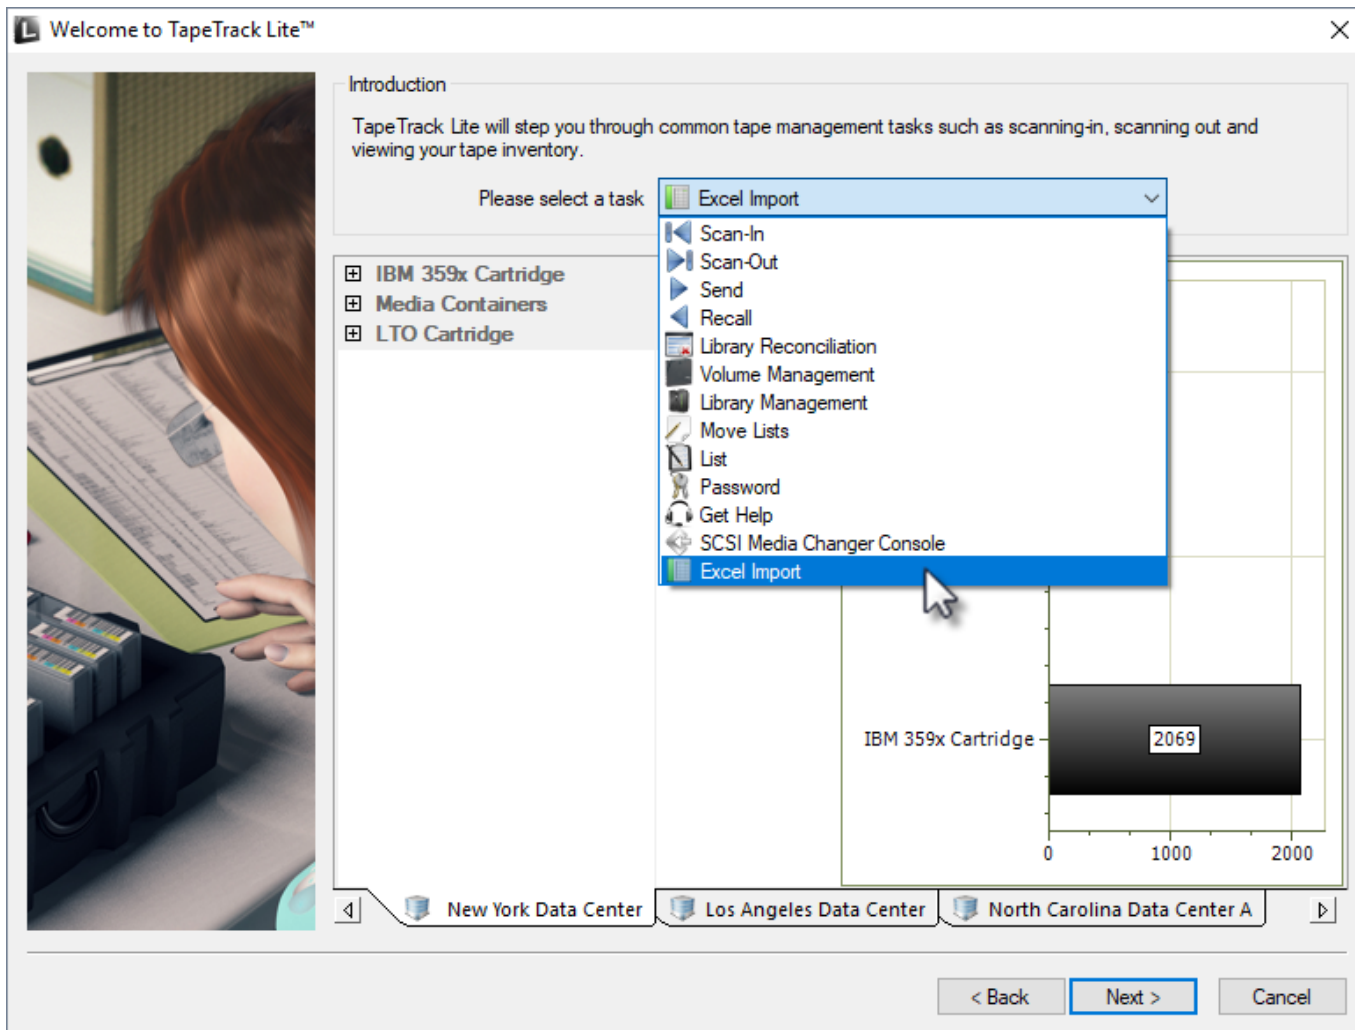 Welcome to TapeTrack Lite™
Introduction
TapeTrack Lite will step you through common tape management tasks such as scanning-in, scanning out and
viewing your tape inventory.
Please select a task
Excel Import
Scan-In
Scan-Out
Send
Recall
Library Reconciliation
Volume Management
Library Management
Move Lists
List
Password
Get Help
SCSI Media Changer Console
Excel Import
IBM 359x Cartridge
Media Containers
LTO Cartridge
IBM 359x Cartridge
2069
0 1000 2000
New York Data Center
Los Angeles Data Center
North Carolina Data Center A
< Back
Next >
Cancel